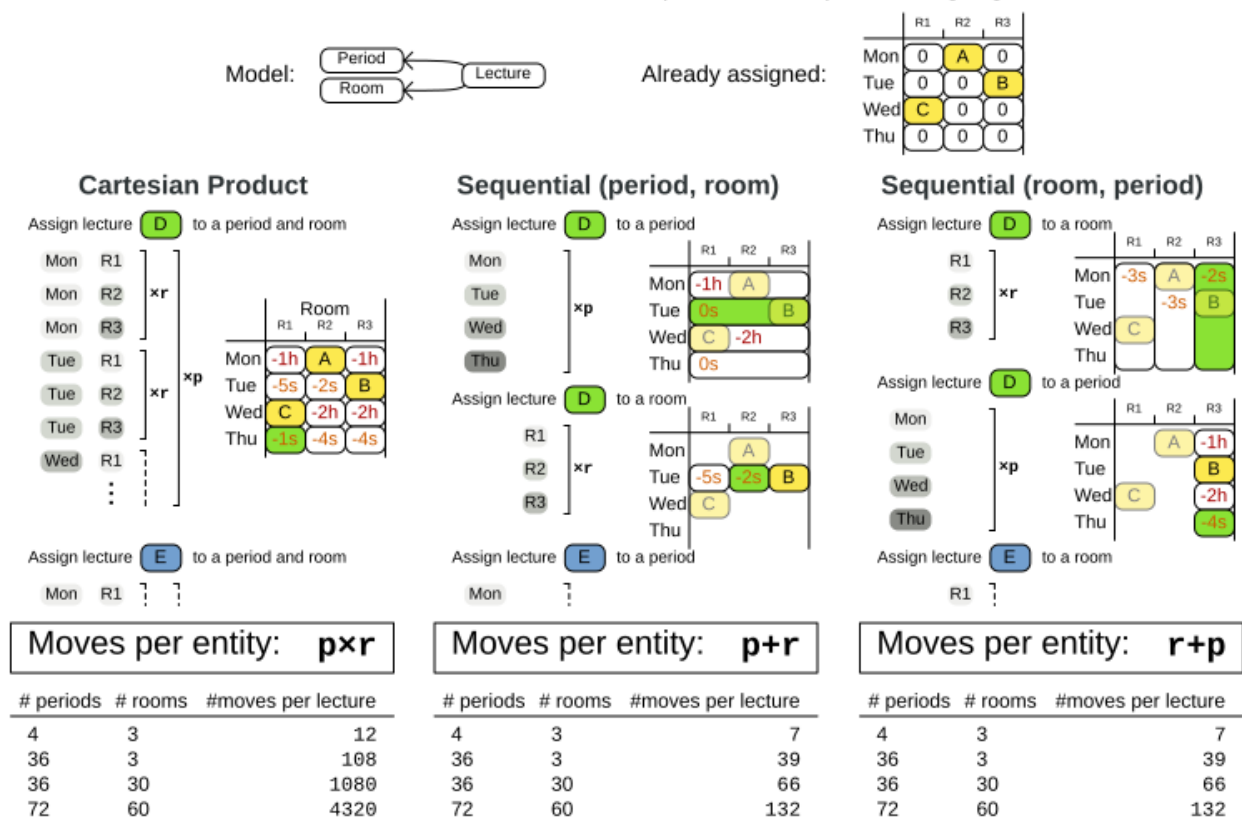 R1 R2 R3
Model: Period Room Lecture
Already assigned:
Mon 0 A 0
Tue 0 0 B
Wed C 0 0
Thu 0 0 0
Cartesian Product
Assign lecture D to a period and room
Mon R1
Mon R2
Mon R3
×r
Tue R1
Tue R2
Tue R3
×r
×p
Wed R1
⋮
Room
R1 R2 R3
Mon -1h A -1h
Tue -5s -2s B
Wed C -2h -2h
Thu -1s -4s -4s
Assign lecture E to a period and room
Mon R1
Moves per entity: p×r
# periods # rooms #moves per lecture
4 3 12
36 3 108
36 30 1080
72 60 4320
Sequential (period, room)
Assign lecture D to a period
Mon
Tue
Wed
Thu
×p
R1 R2 R3
Mon -1h A
Tue 0s B
Wed C -2h
Thu 0s
Assign lecture D to a room
R1
R2
R3
×r
R1 R2 R3
Mon A
Tue -5s -2s B
Wed C
Thu
Assign lecture E to a period
Mon
Moves per entity: p+r
# periods # rooms #moves per lecture
4 3 7
36 3 39
36 30 66
72 60 132
Sequential (room, period)
Assign lecture D to a room
R1
R2
R3
×r
R1 R2 R3
Mon -3s A -2s
Tue -3s B
Wed C
Thu
Assign lecture D to a period
Mon
Tue
Wed
Thu
×p
R1 R2 R3
Mon A -1h
Tue B
Wed C -2h
Thu -4s
Assign lecture E to a room
R1
Moves per entity: r+p
# periods # rooms #moves per lecture
4 3 7
36 3 39
36 30 66
72 60 132